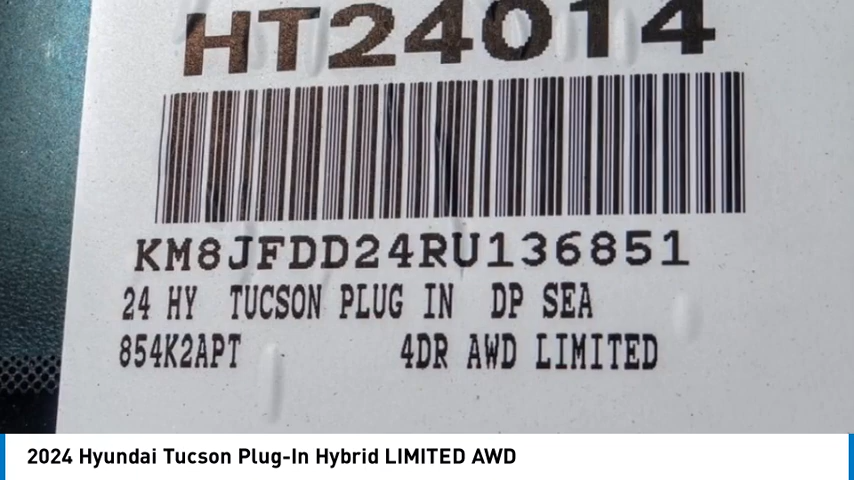 HT24014
KM8JFDD24RU136851
24 HY TUCSON PLUG IN DP SEA
854K2APT 4DR AWD LIMITED
2024 Hyundai Tucson Plug-In Hybrid LIMITED AWD